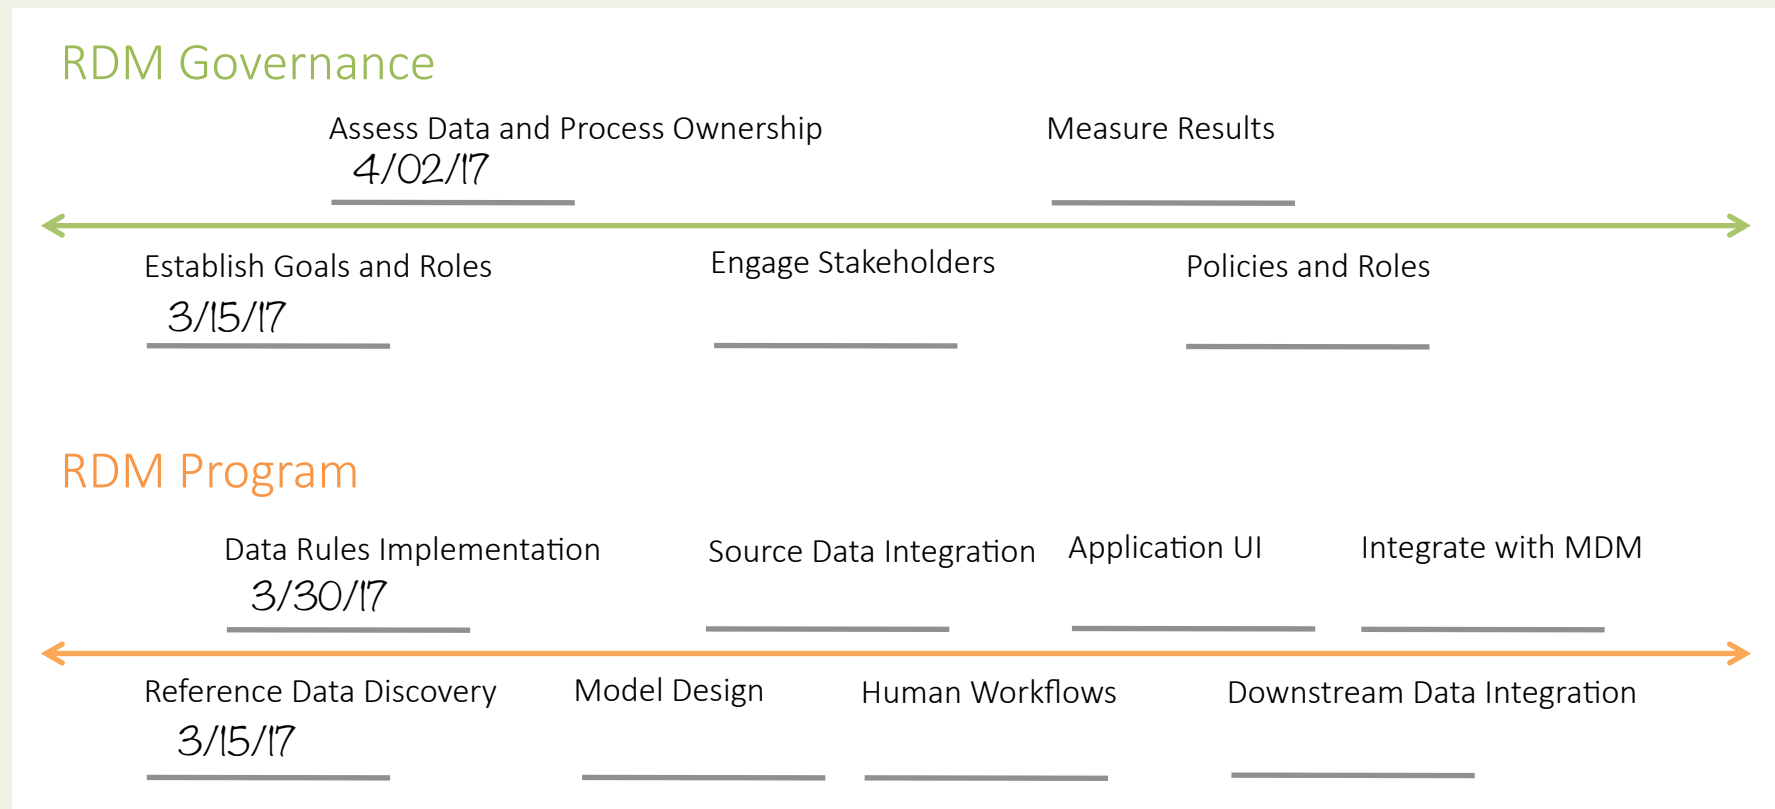 RDM Governance
Assess Data and Process Ownership
4/02/17
Measure Results
Establish Goals and Roles
3/15/17
Engage Stakeholders
Policies and Roles
RDM Program
Data Rules Implementation
3/30/17
Source Data Integration
Application UI
Integrate with MDM
Reference Data Discovery
3/15/17
Model Design
Human Workflows
Downstream Data Integration